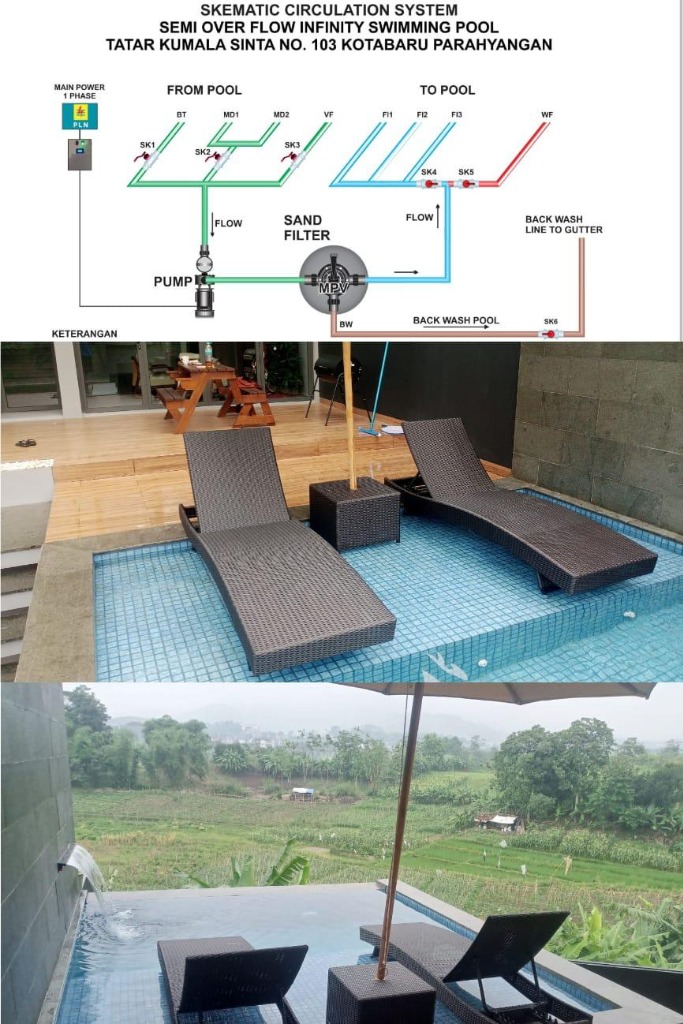 SKEMATIC CIRCULATION SYSTEM
SEMI OVER FLOW INFINITY SWIMMING POOL
TATAR KUMALA SINTA NO. 103 KOTABARU PARAHYANGAN
MAIN POWER
1 PHASE
PLN
FROM POOL
TO POOL
BT MD1 MD2 VF FI1 FI2 FI3 WF
SK1 SK2 SK3
SK4 SK5
FLOW
SAND
FILTER
FLOW
BACK WASH
LINE TO GUTTER
PUMP
MPV
BW
BACK WASH POOL
SK6
KETERANGAN